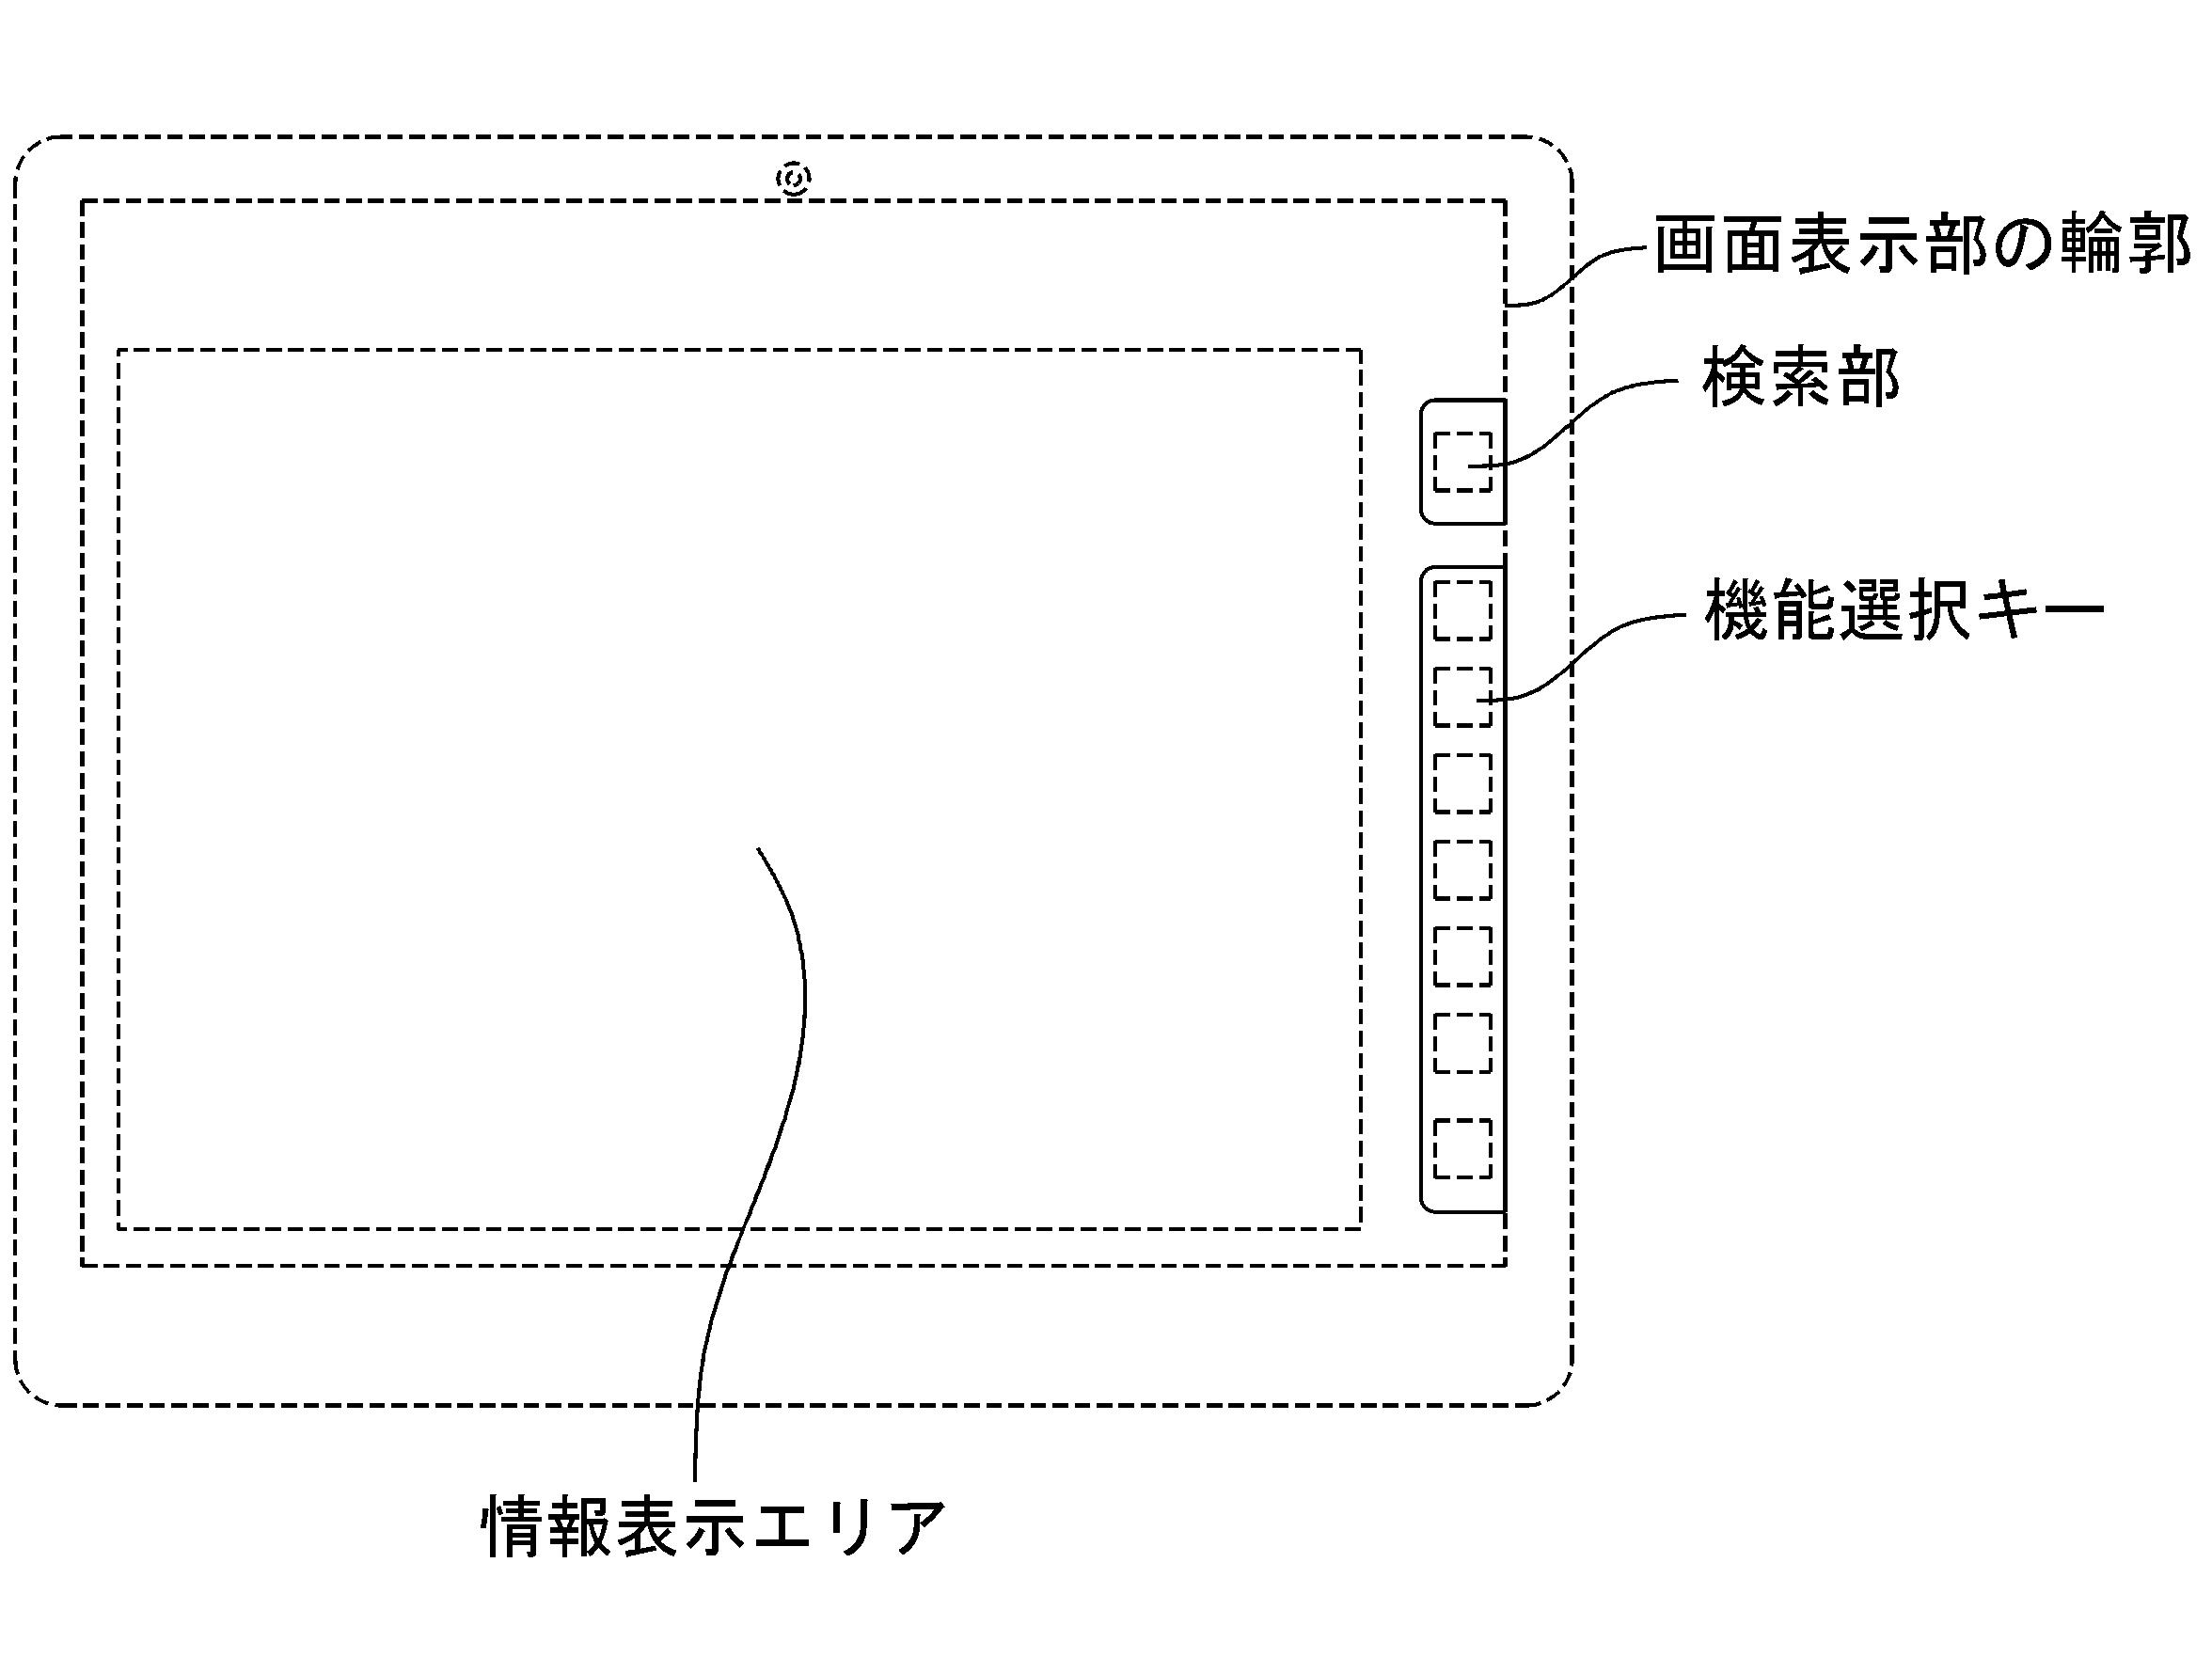 画面表示部の輪郭
検索部
機能選択キー
情報表示エリア